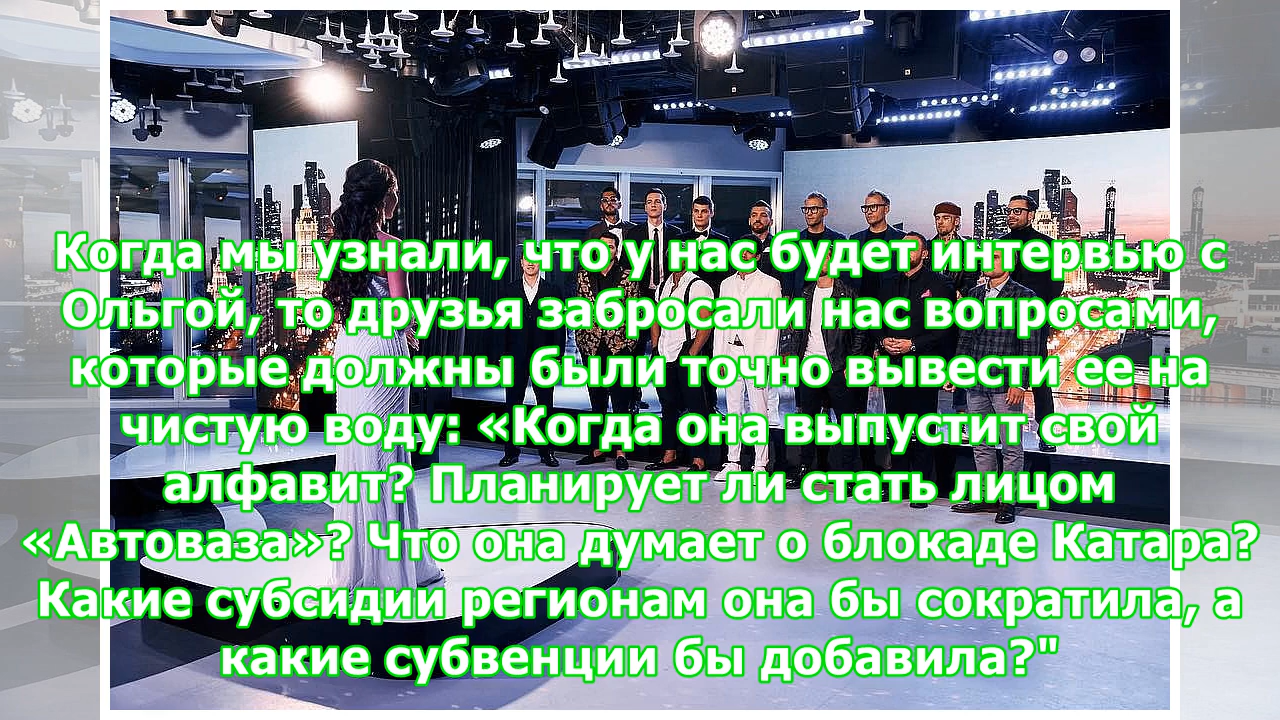 Когда мы узнали, что у нас будет интервью с
Ольгой, то друзья забросали нас вопросами,
которые должны были точно вывести ее на
чистую воду: «Когда она выпустит свой
алфавит? Планирует ли стать лицом
«Автоваза»? Что она думает о блокаде Катара?
Какие субсидии регионам она бы сократила, а
какие субвенции бы добавила?"